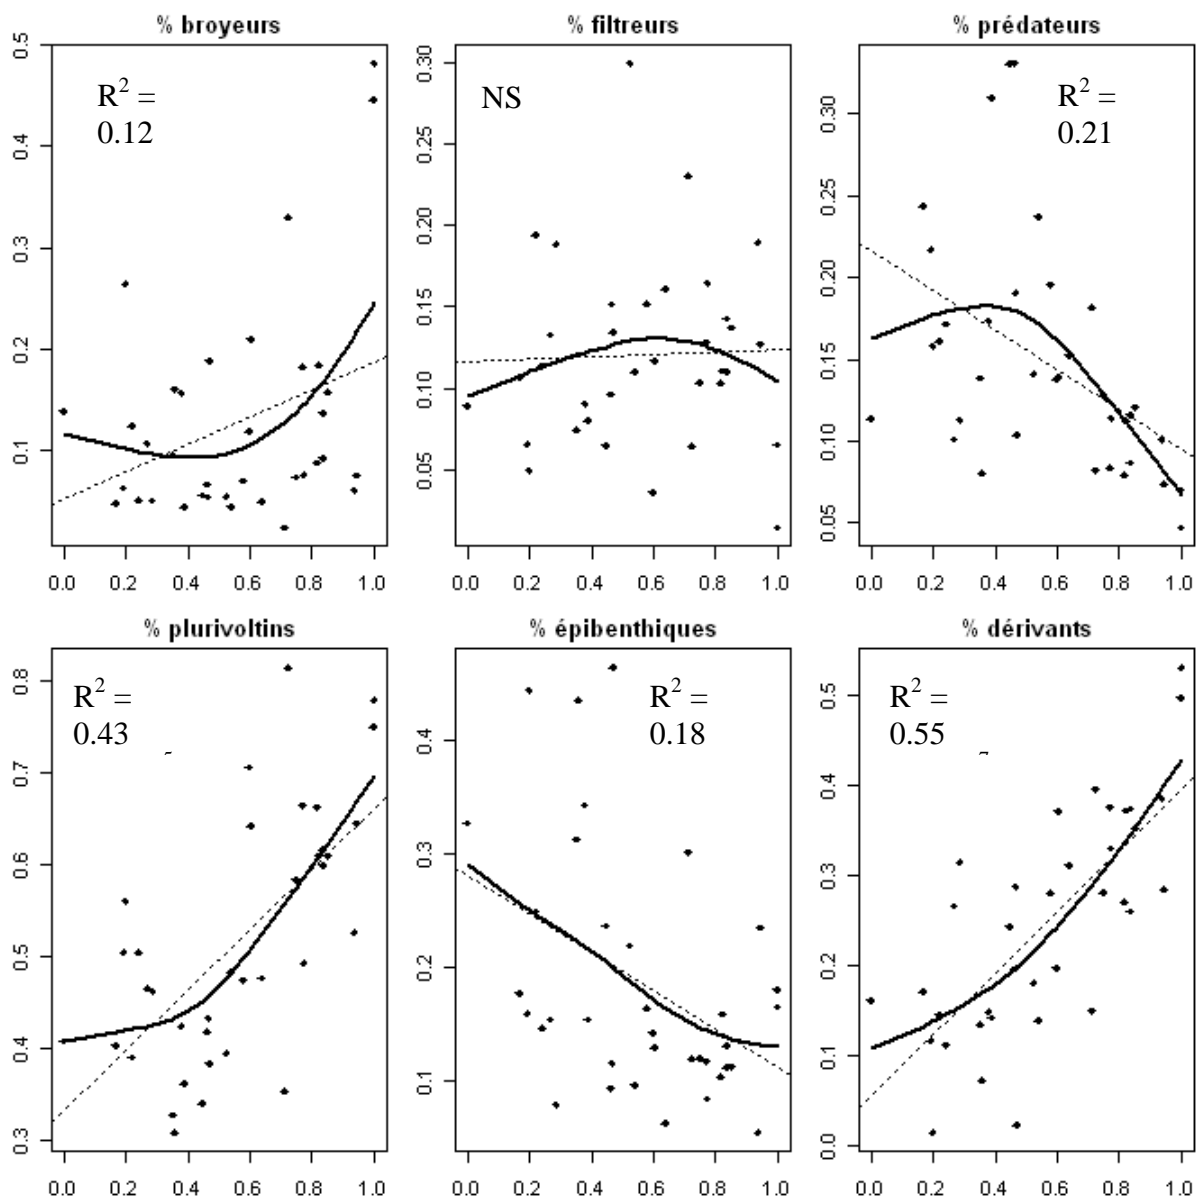 % broyeurs
% filtreurs
% prédateurs
0.5
0.4
0.3
0.2
0.1
R² =
0.12
0.0 0.2 0.4 0.6 0.8 1.0
0.30
0.25
0.20
0.15
0.10
0.05
NS
0.0 0.2 0.4 0.6 0.8 1.0
0.30
0.25
0.20
0.15
0.10
0.05
R² =
0.21
0.0 0.2 0.4 0.6 0.8 1.0
% plurivoltins
% épibenthiques
% dérivants
0.8
0.7
0.6
0.5
0.4
0.3
R² =
0.43
0.0 0.2 0.4 0.6 0.8 1.0
0.4
0.3
0.2
0.1
R² =
0.18
0.0 0.2 0.4 0.6 0.8 1.0
0.5
0.4
0.3
0.2
0.1
0.0
R² =
0.55
0.0 0.2 0.4 0.6 0.8 1.0